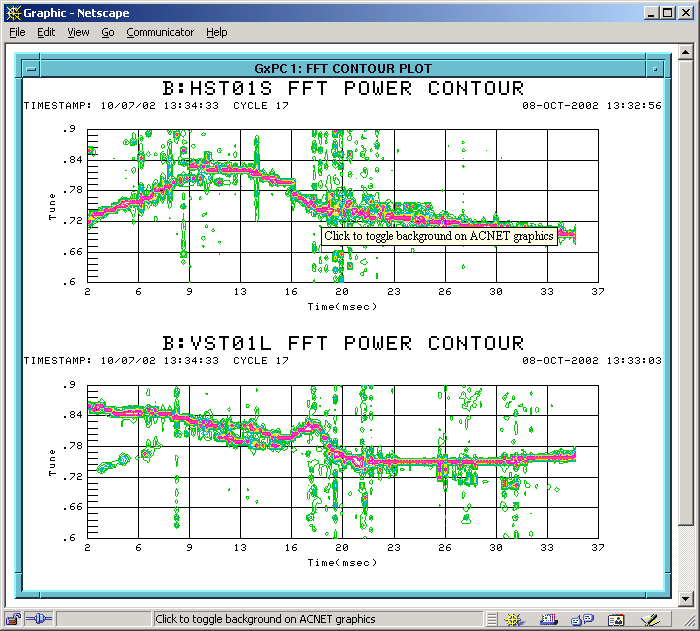 Graphic - Netscape
File Edit View Go Communicator Help
GxPC 1: FFT CONTOUR PLOT
B:HST01S FFT POWER CONTOUR
TIMESTAMP: 10/07/02 13:34:33 CYCLE 17 08-OCT-2002 13:32:56
.9
.84
.78
.72
.66
.6
Tune
2 6 9 13 16 20 23 26 30 33 37
Time(msec)
Click to toggle background on ACNET graphics
B:VST01L FFT POWER CONTOUR
TIMESTAMP: 10/07/02 13:34:33 CYCLE 17 08-OCT-2002 13:33:03
.9
.84
.78
.72
.66
.6
Tune
2 6 9 13 16 20 23 26 30 33 37
Time(msec)
Click to toggle background on ACNET graphics